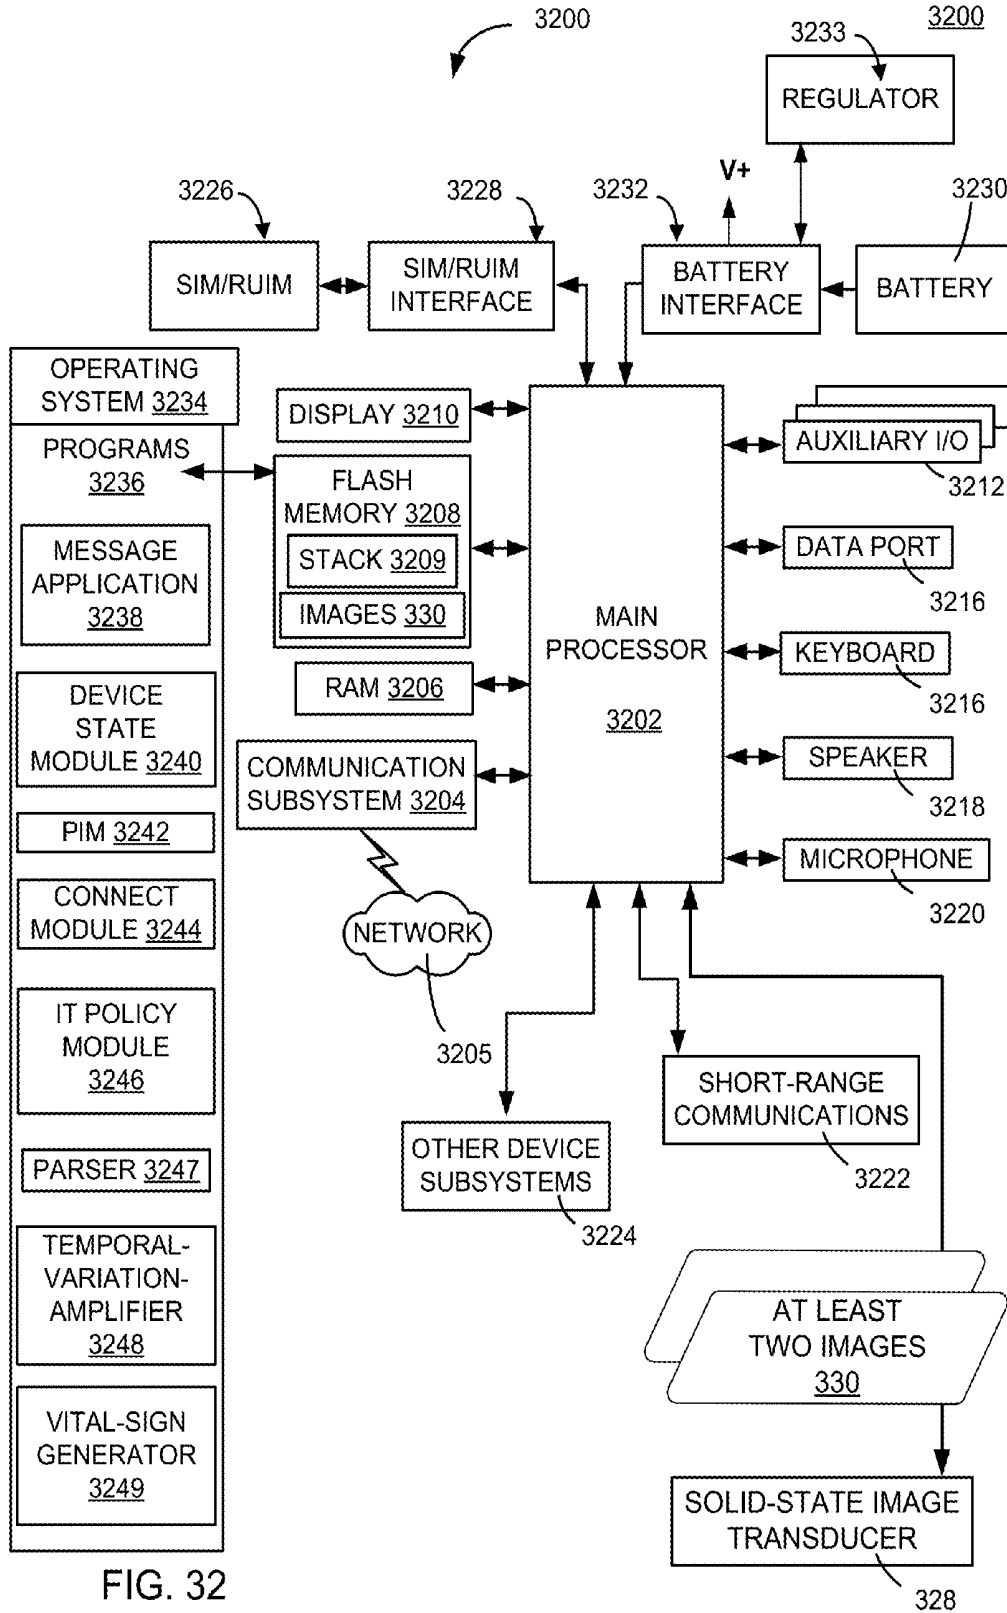 3200
3200
3233
REGULATOR
V+
3226
3228
3232
3230
SIM/RUIM
SIM/RUIM
INTERFACE
BATTERY
INTERFACE
BATTERY
OPERATING
SYSTEM 3234
PROGRAMS
3236
MESSAGE
APPLICATION
3238
DEVICE
STATE
MODULE 3240
PIM 3242
CONNECT
MODULE 3244
IT POLICY
MODULE
3246
PARSER 3247
TEMPORAL-
VARIATION-
AMPLIFIER
3248
VITAL-SIGN
GENERATOR
3249
DISPLAY 3210
FLASH
MEMORY 3208
STACK 3209
IMAGES 330
RAM 3206
COMMUNICATION
SUBSYSTEM 3204
NETWORK
3205
MAIN
PROCESSOR
3202
AUXILIARY I/O
3212
DATA PORT
3216
KEYBOARD
3216
SPEAKER
3218
MICROPHONE
3220
SHORT-RANGE
COMMUNICATIONS
3222
OTHER DEVICE
SUBSYSTEMS
3224
AT LEAST
TWO IMAGES
330
SOLID-STATE IMAGE
TRANSDUCER
328
FIG. 32